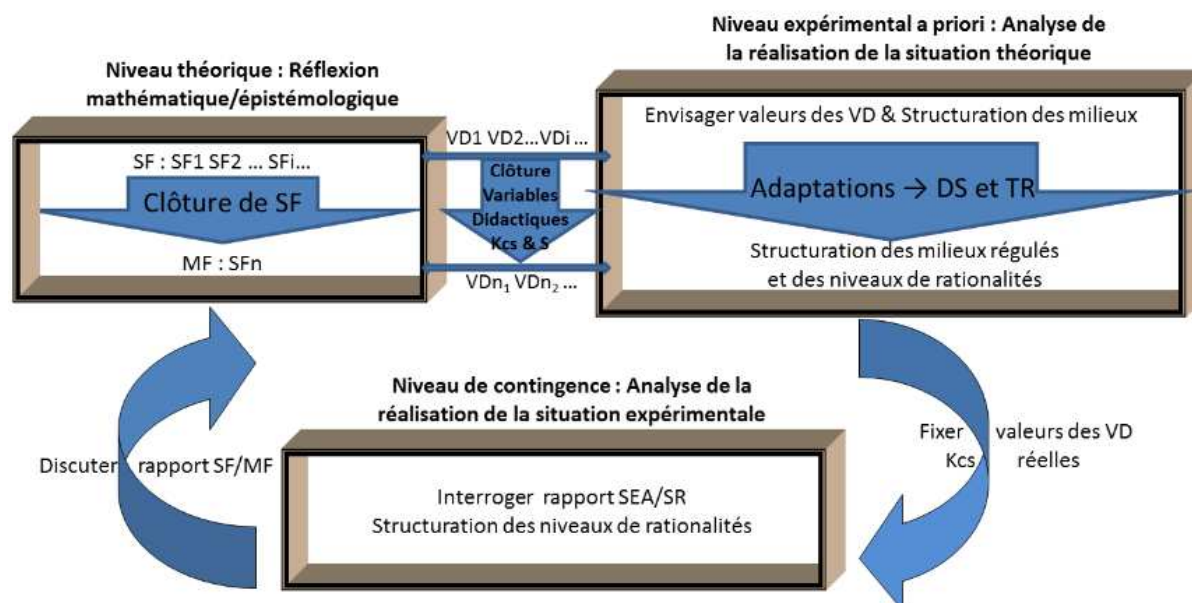 Niveau théorique : Réflexion
mathématique/épistémologique
SF : SF1 SF2 ... SFi...
Clôture de SF
MF : SFn
VD1 VD2...VDi ...
Clôture
Variables
Didactiques
Kcs & S
VDn₁ VDn₂ ...
Niveau expérimental a priori : Analyse de
la réalisation de la situation théorique
Envisager valeurs des VD & Structuration des milieux
Adaptations → DS et TR
Structuration des milieux régulés
et des niveaux de rationalités
Fixer valeurs des VD
Kcs réelles
Niveau de contingence : Analyse de la
réalisation de la situation expérimentale
Interroger rapport SEA/SR
Structuration des niveaux de rationalités
Discuter rapport SF/MF